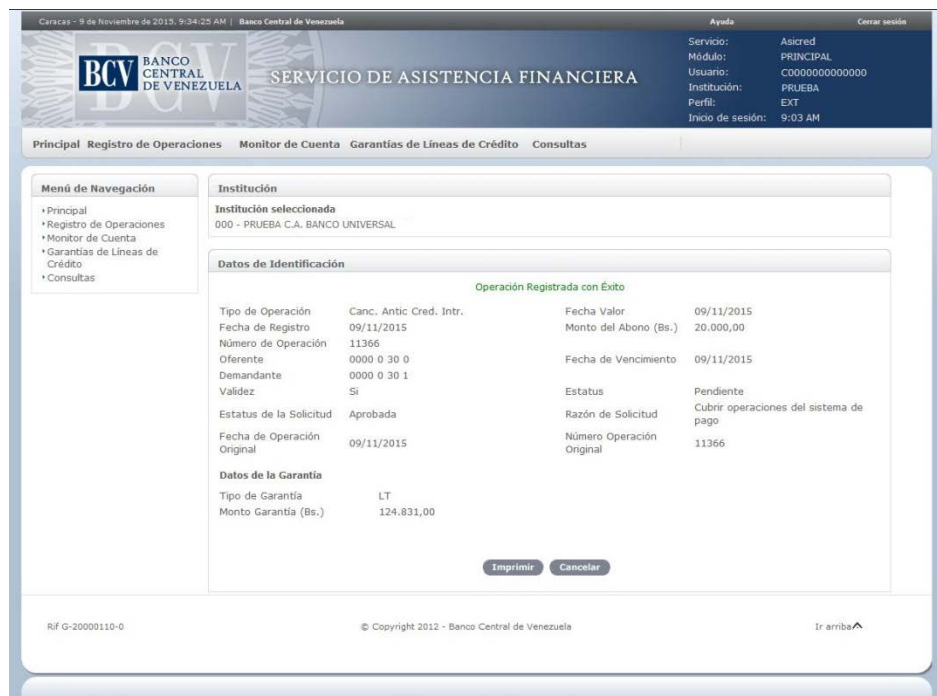 Caracas - 9 de Noviembre de 2015, 9:34:25 AM | Banco Central de Venezuela Ayuda Cerrar sesión
BCV BANCO CENTRAL DE VENEZUELA
SERVICIO DE ASISTENCIA FINANCIERA
Servicio: Asicred
Módulo: PRINCIPAL
Usuario: C0000000000000
Institución: PRUEBA
Perfil: EXT
Inicio de sesión: 9:03 AM
Principal Registro de Operaciones Monitor de Cuenta Garantías de Líneas de Crédito Consultas
Menú de Navegación
Principal
Registro de Operaciones
Monitor de Cuenta
Garantías de Líneas de
Crédito
Consultas
Institución
Institución seleccionada
000 - PRUEBA C.A. BANCO UNIVERSAL
Datos de Identificación
Operación Registrada con Éxito
Tipo de Operación Canc. Antic Cred. Intr. Fecha Valor 09/11/2015
Fecha de Registro 09/11/2015 Monto del Abono (Bs.) 20.000,00
Número de Operación 11366
Oferente 0000 0 30 0 Fecha de Vencimiento 09/11/2015
Demandante 0000 0 30 1
Validez Si Estatus Pendiente
Estatus de la Solicitud Aprobada Razón de Solicitud Cubrir operaciones del sistema de
pago
Fecha de Operación
Original 09/11/2015 Número Operación
Original 11366
Datos de la Garantía
Tipo de Garantía LT
Monto Garantía (Bs.) 124.831,00
Imprimir Cancelar
Rif G-20000110-0 © Copyright 2012 - Banco Central de Venezuela Ir arriba